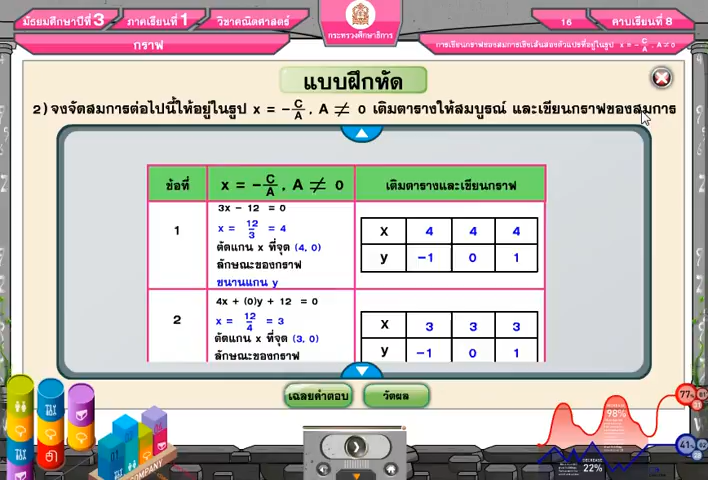 มัธยมศึกษาปีที่ 3 ภาคเรียนที่ 1 วิชาคณิตศาสตร์
กระทรวงศึกษาธิการ
16 คาบเรียนที่ 8
กราฟ
การเขียนกราฟของสมการเชิงเส้นสองตัวแปรที่อยู่ในรูป x = -C/A, A ≠ 0
แบบฝึกหัด
2) จงจัดสมการต่อไปนี้ให้อยู่ในรูป x = -C/A, A ≠ 0 เติมตารางให้สมบูรณ์ และเขียนกราฟของสมการ
ข้อที่ x = -C/A, A ≠ 0 เติมตารางและเขียนกราฟ
1
3x - 12 = 0
x = 12/3 = 4
ตัดแกน x ที่จุด (4, 0)
ลักษณะของกราฟ
ขนานแกน y
x 4 4 4
y -1 0 1
2
4x + (0)y + 12 = 0
x = 12/4 = 3
ตัดแกน x ที่จุด (3, 0)
ลักษณะของกราฟ
x 3 3 3
y -1 0 1
เฉลยคำตอบ วัดผล
TAX
TAX
COMPANY
98%
77%
41%
DECREASE
22%